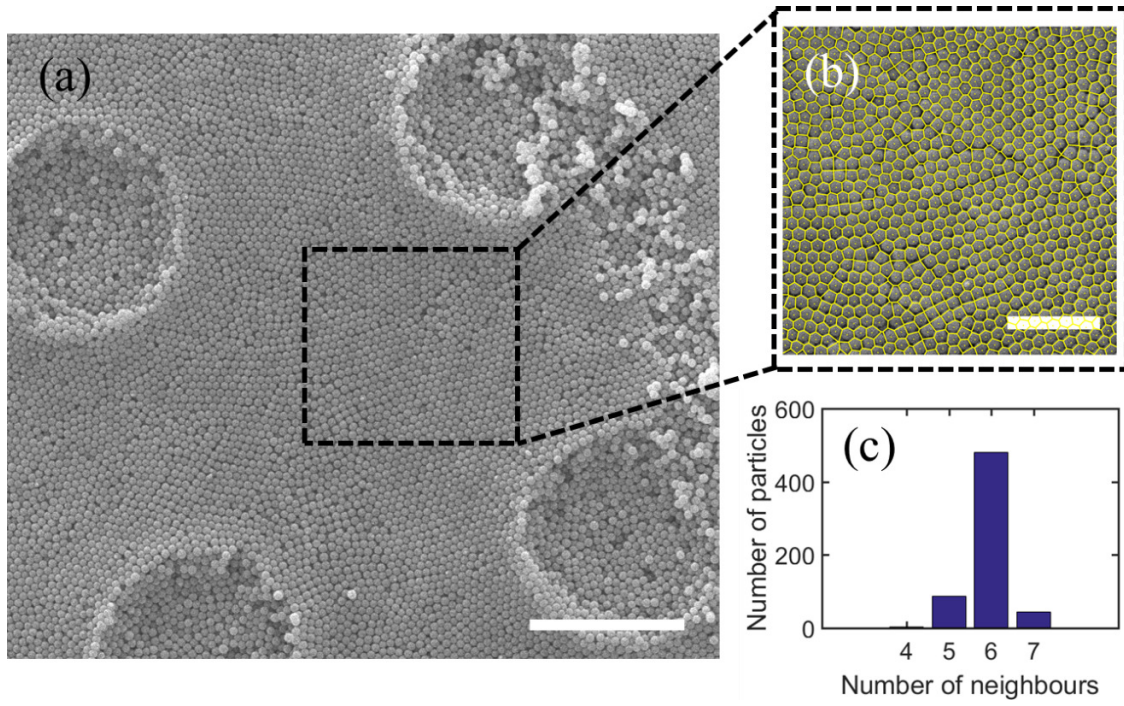 (a)
(b)
(c)
Number of particles
600
400
200
0
4 5 6 7
Number of neighbours